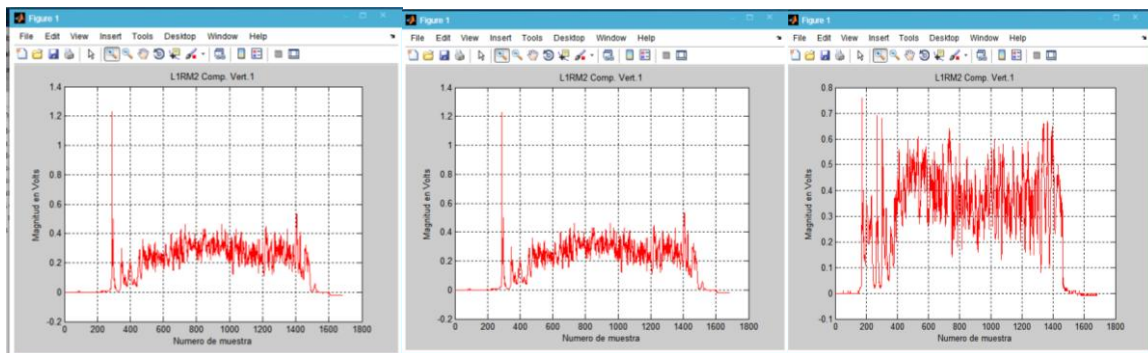 Figure 1
File Edit View Insert Tools Desktop Window Help
L1RM2 Comp. Vert.1
Magnitud en Volts
1.4
1.2
1
0.8
0.6
0.4
0.2
0
-0.2
0 200 400 600 800 1000 1200 1400 1600 1800
Numero de muestra
Figure 1
File Edit View Insert Tools Desktop Window Help
L1RM2 Comp. Vert.1
Magnitud en Volts
1.4
1.2
1
0.8
0.6
0.4
0.2
0
-0.2
0 200 400 600 800 1000 1200 1400 1600 1800
Numero de muestra
Figure 1
File Edit View Insert Tools Desktop Window Help
L1RM2 Comp. Vert.1
Magnitud en Volts
0.8
0.7
0.6
0.5
0.4
0.3
0.2
0.1
0
-0.1
0 200 400 600 800 1000 1200 1400 1600 1800
Numero de muestra